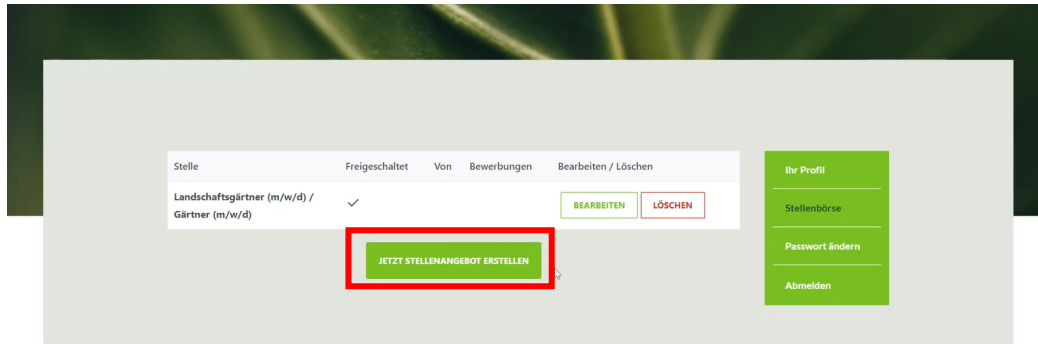 Stelle Freigeschaltet Von Bewerbungen Bearbeiten / Löschen
Landschaftsgärtner (m/w/d) /
Gärtner (m/w/d)
BEARBEITEN LÖSCHEN
JETZT STELLENANGEBOT ERSTELLEN
Ihr Profil
Stellenbörse
Passwort ändern
Abmelden